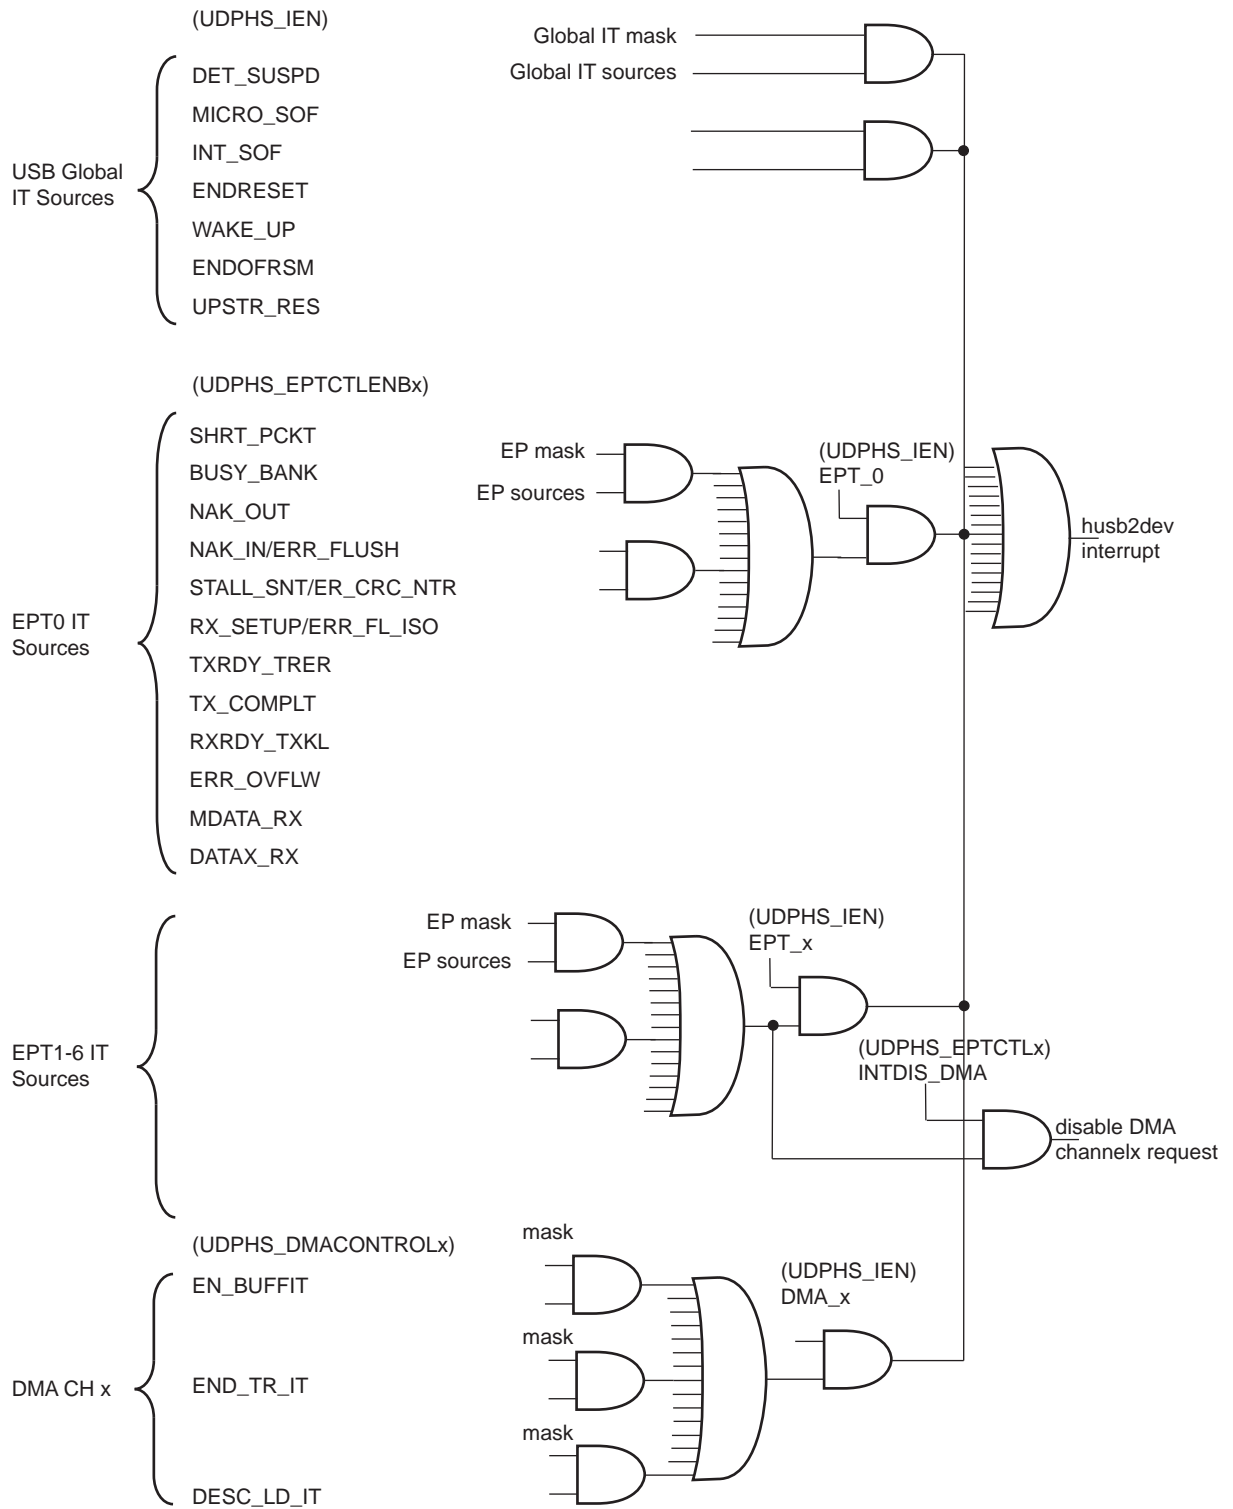 (UDPHS_IEN)
Global IT mask
Global IT sources
DET_SUSPD
MICRO_SOF
INT_SOF
ENDRESET
WAKE_UP
ENDOFRSM
UPSTR_RES
USB Global
IT Sources
(UDPHS_EPTCTLENBx)
SHRT_PCKT
BUSY_BANK
NAK_OUT
NAK_IN/ERR_FLUSH
STALL_SNT/ER_CRC_NTR
RX_SETUP/ERR_FL_ISO
TXRDY_TRER
TX_COMPLT
RXRDY_TXKL
ERR_OVFLW
MDATA_RX
DATAX_RX
EPT0 IT
Sources
EP mask
EP sources
(UDPHS_IEN)
EPT_0
husb2dev
interrupt
EPT1-6 IT
Sources
EP mask
EP sources
(UDPHS_IEN)
EPT_x
(UDPHS_EPTCTLx)
INTDIS_DMA
disable DMA
channelx request
(UDPHS_DMACONTROLx)
EN_BUFFIT
END_TR_IT
DESC_LD_IT
DMA CH x
mask
mask
mask
(UDPHS_IEN)
DMA_x